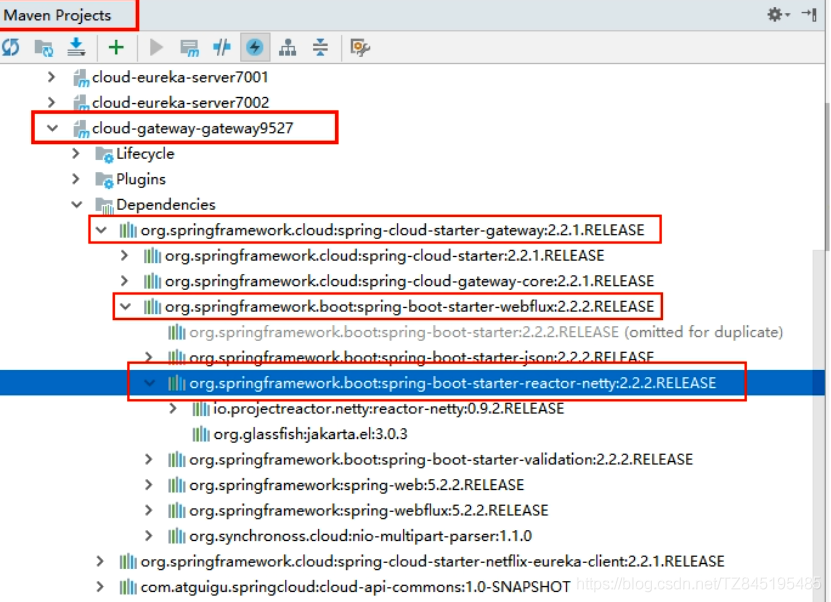 Maven Projects
cloud-eureka-server7001
cloud-eureka-server7002
cloud-gateway-gateway9527
Lifecycle
Plugins
Dependencies
org.springframework.cloud:spring-cloud-starter-gateway:2.2.1.RELEASE
org.springframework.cloud:spring-cloud-starter:2.2.1.RELEASE
org.springframework.cloud:spring-cloud-gateway-core:2.2.1.RELEASE
org.springframework.boot:spring-boot-starter-webflux:2.2.2.RELEASE
org.springframework.boot:spring-boot-starter:2.2.2.RELEASE (omitted for duplicate)
org.springframework.boot:spring-boot-starter-json:2.2.2.RELEASE
org.springframework.boot:spring-boot-starter-reactor-netty:2.2.2.RELEASE
io.projectreactor.netty:reactor-netty:0.9.2.RELEASE
org.glassfish:jakarta.el:3.0.3
org.springframework.boot:spring-boot-starter-validation:2.2.2.RELEASE
org.springframework:spring-web:5.2.2.RELEASE
org.springframework:spring-webflux:5.2.2.RELEASE
org.synchronoss.cloud:nio-multipart-parser:1.1.0
org.springframework.cloud:spring-cloud-starter-netflix-eureka-client:2.2.1.RELEASE
com.atguigu.springcloud:cloud-api-commons:1.0-SNAPSHOT
https://blog.csdn.net/TZ845195485